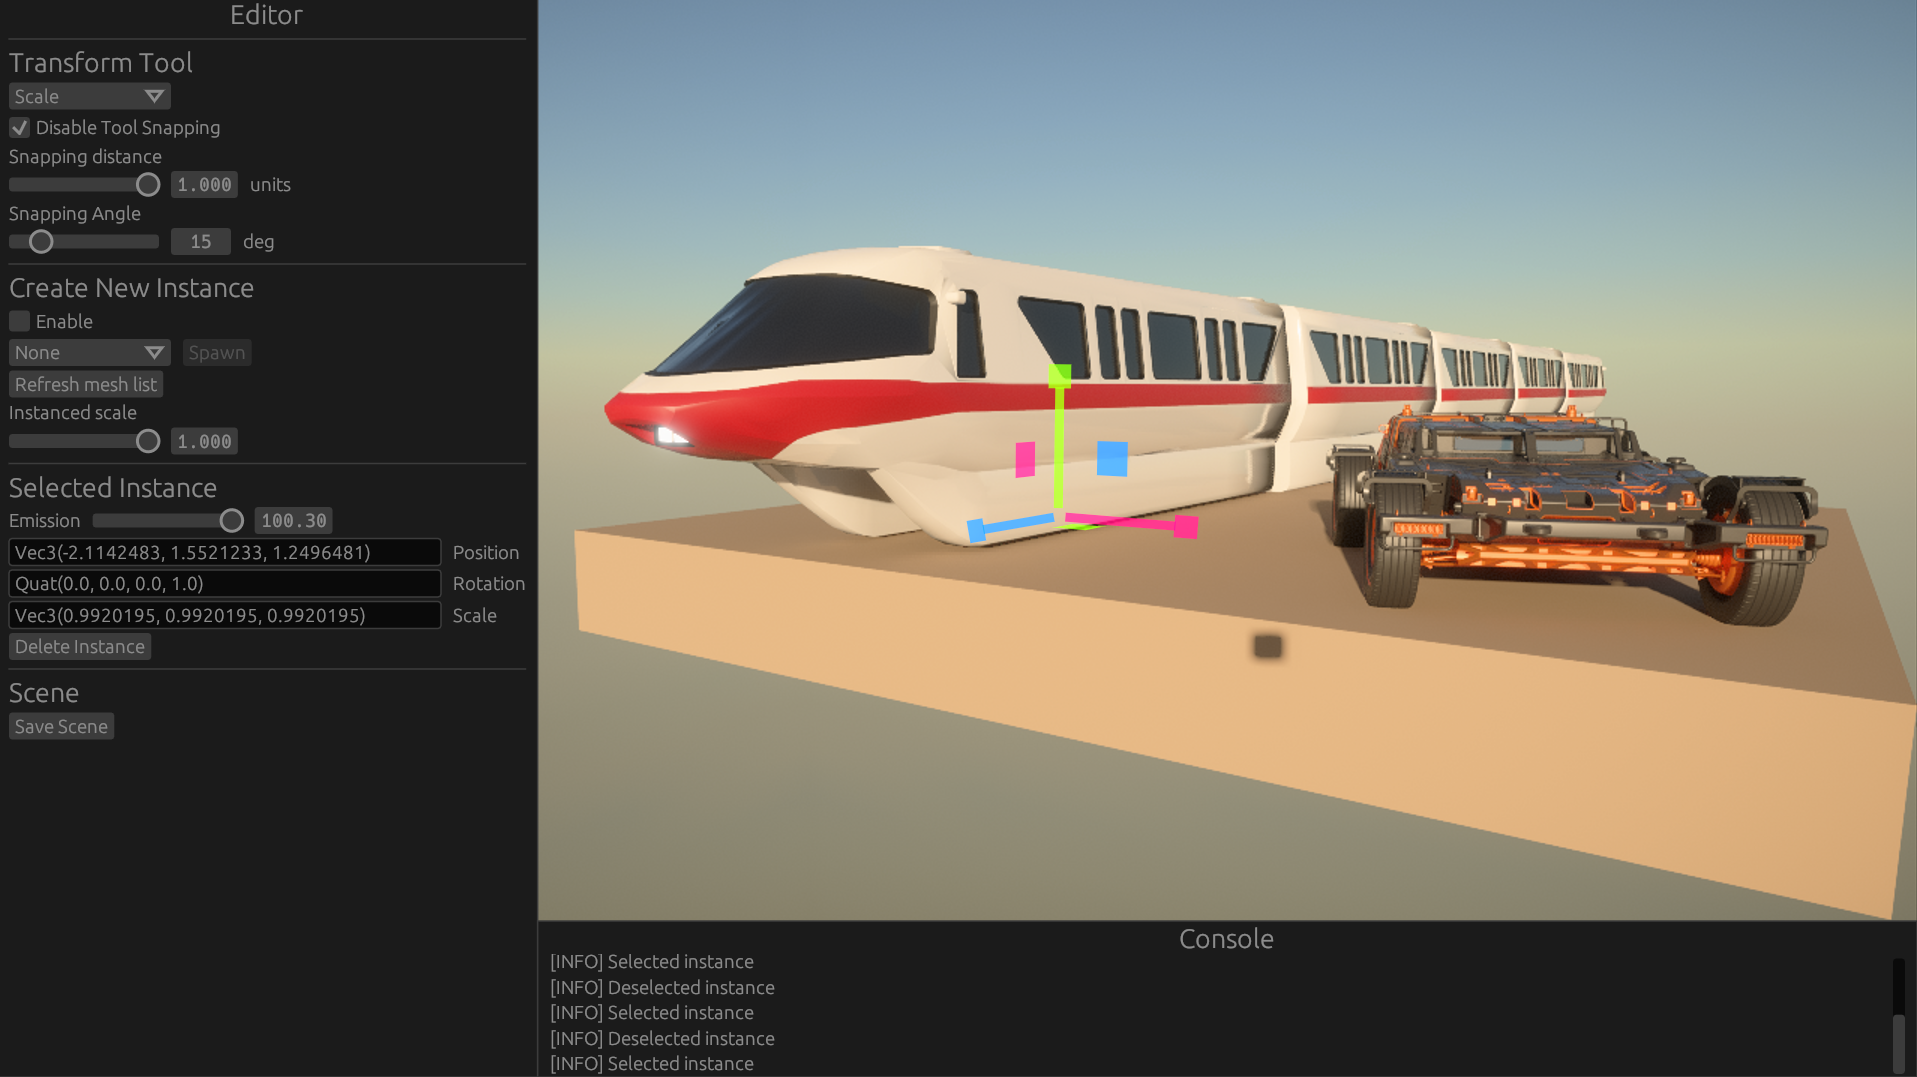 Editor
Transform Tool
Scale
Disable Tool Snapping
Snapping distance
1.000 units
Snapping Angle
15 deg
Create New Instance
Enable
None Spawn
Refresh mesh list
Instanced scale
1.000
Selected Instance
Emission 100.30
Vec3(-2.1142483, 1.5521233, 1.2496481) Position
Quat(0.0, 0.0, 0.0, 1.0) Rotation
Vec3(0.9920195, 0.9920195, 0.9920195) Scale
Delete Instance
Scene
Save Scene
Console
[INFO] Selected instance
[INFO] Deselected instance
[INFO] Selected instance
[INFO] Deselected instance
[INFO] Selected instance